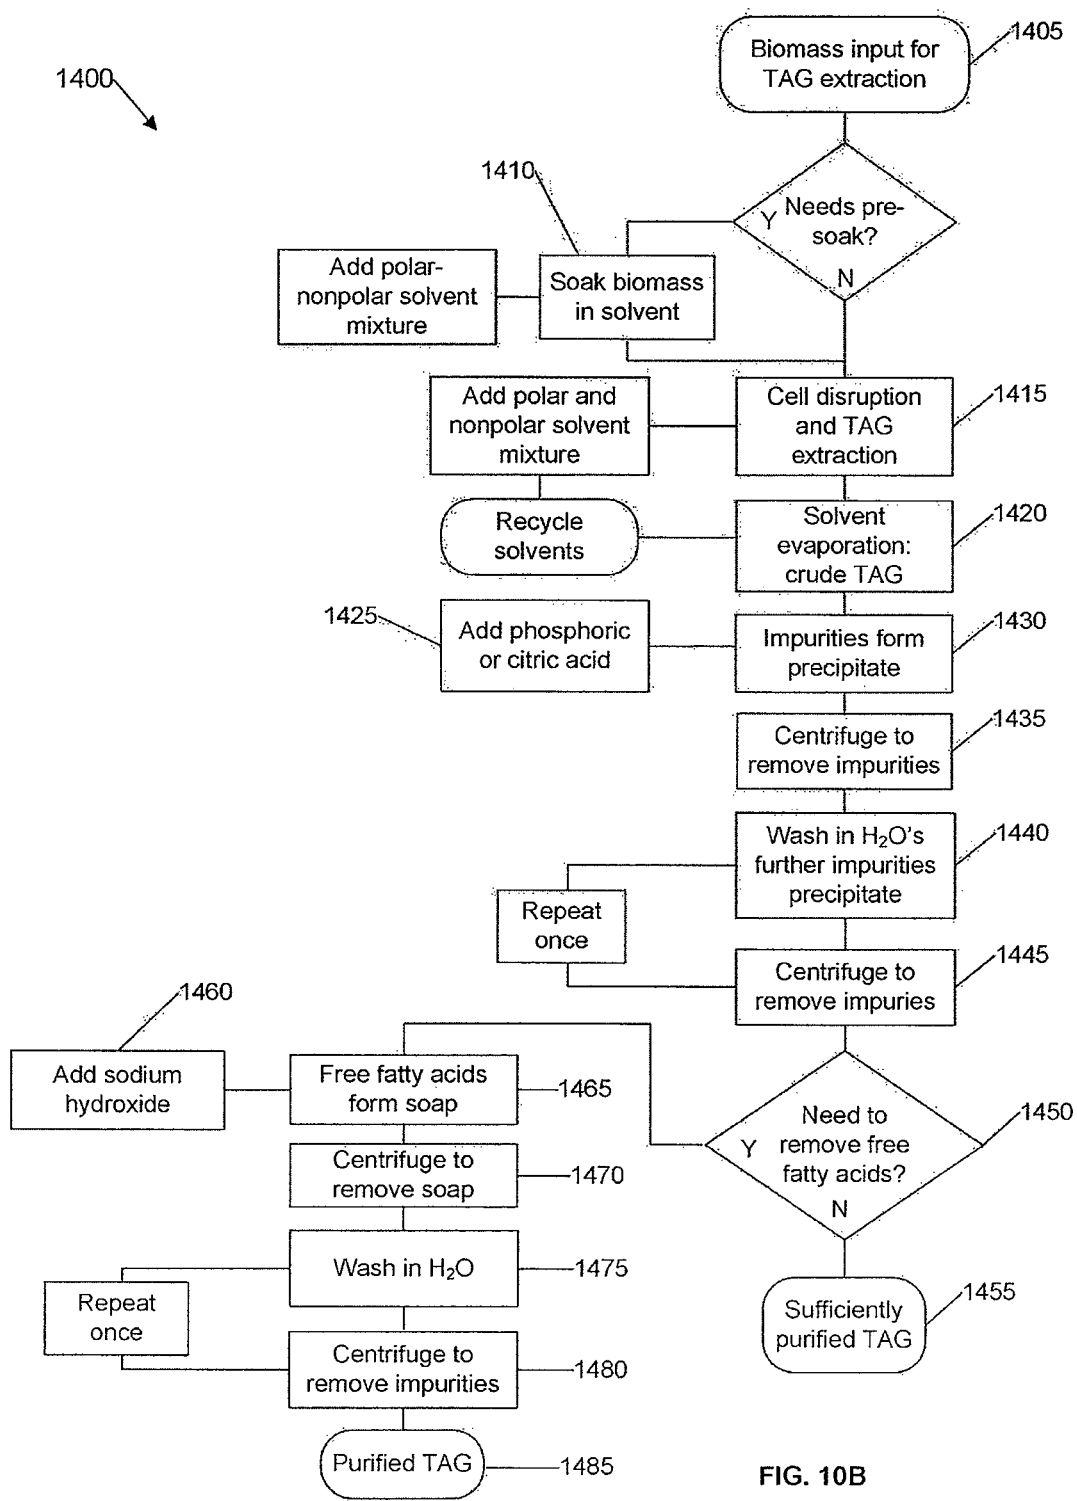 1400
Biomass input for
TAG extraction
1405
Needs pre-
soak?
Y
N
1410
Add polar-
nonpolar solvent
mixture
Soak biomass
in solvent
Add polar and
nonpolar solvent
mixture
Cell disruption
and TAG
extraction
1415
Recycle
solvents
Solvent
evaporation:
crude TAG
1420
1425
Add phosphoric
or citric acid
Impurities form
precipitate
1430
Centrifuge to
remove impurities
1435
Wash in H₂O's
further impurities
precipitate
1440
Repeat
once
Centrifuge to
remove impuries
1445
Need to
remove free
fatty acids?
Y
N
1450
Sufficiently
purified TAG
1455
1460
Add sodium
hydroxide
Free fatty acids
form soap
1465
Centrifuge to
remove soap
1470
Wash in H₂O
1475
Repeat
once
Centrifuge to
remove impurities
1480
Purified TAG
1485
FIG. 10B